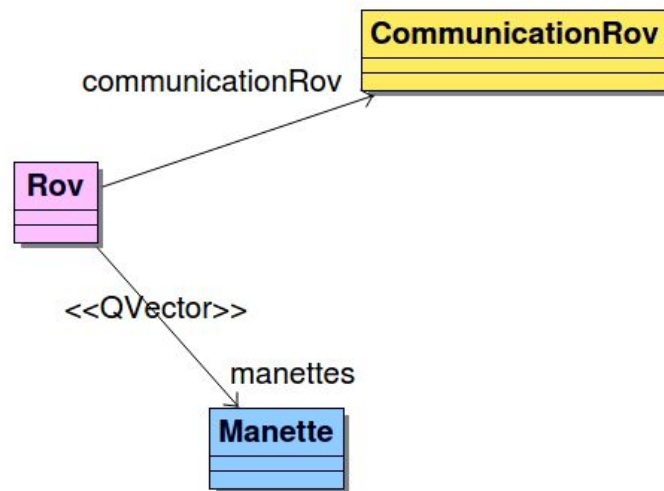 CommunicationRov
communicationRov
Rov
<<QVector>>
manettes
Manette